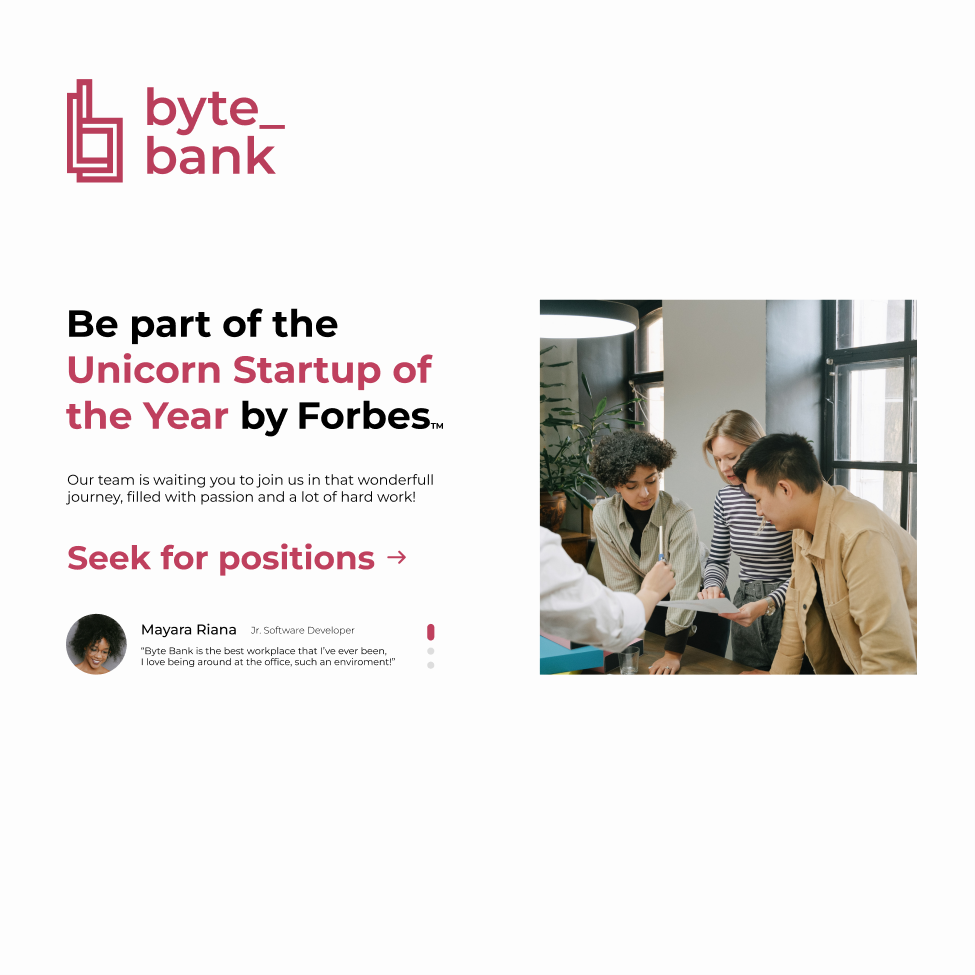 byte_
bank
Be part of the
Unicorn Startup of
the Year by Forbes™
Our team is waiting you to join us in that wonderfull
journey, filled with passion and a lot of hard work!
Seek for positions →
Mayara Riana Jr. Software Developer
“Byte Bank is the best workplace that I’ve ever been,
I love being around at the office, such an enviroment!”